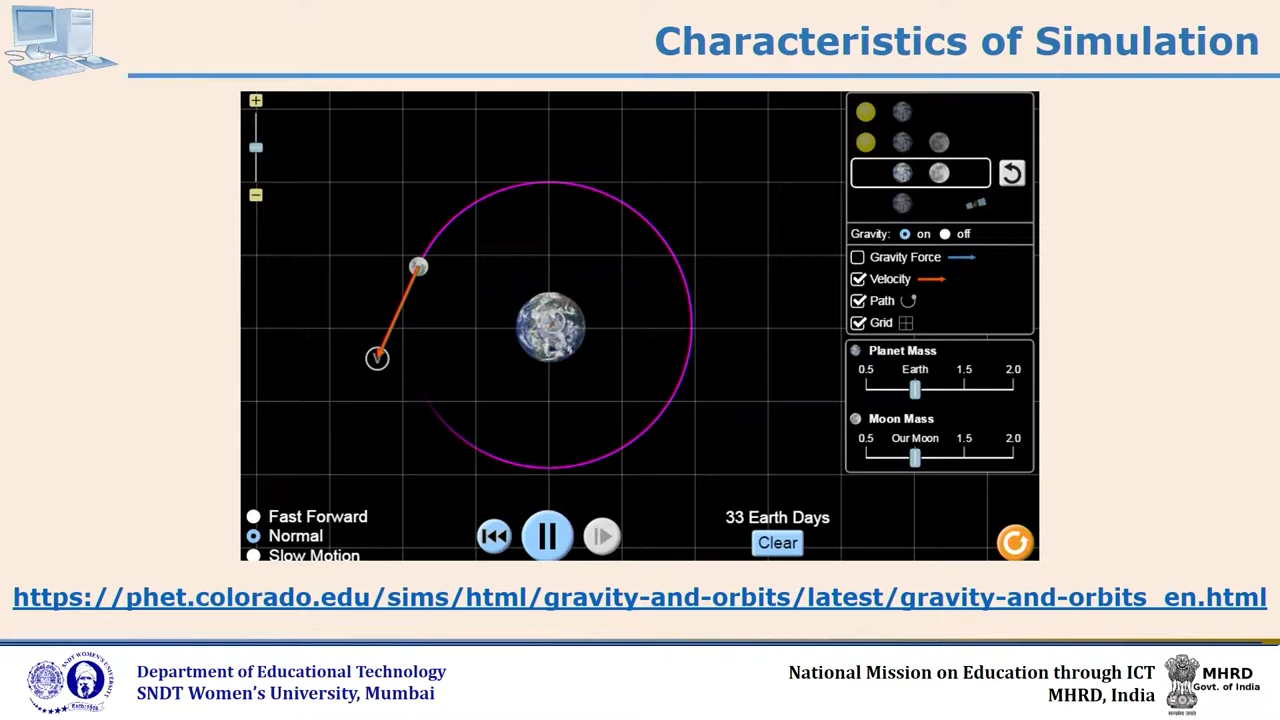 Characteristics of Simulation
Gravity: on off
Gravity Force
Velocity
Path
Grid
V
Planet Mass
0.5 Earth 1.5 2.0
Moon Mass
0.5 Our Moon 1.5 2.0
Fast Forward
Normal
Slow Motion
33 Earth Days
Clear
https://phet.colorado.edu/sims/html/gravity-and-orbits/latest/gravity-and-orbits_en.html
Department of Educational Technology
SNDT Women's University, Mumbai
National Mission on Education through ICT
MHRD, India
MHRD
Govt. of India